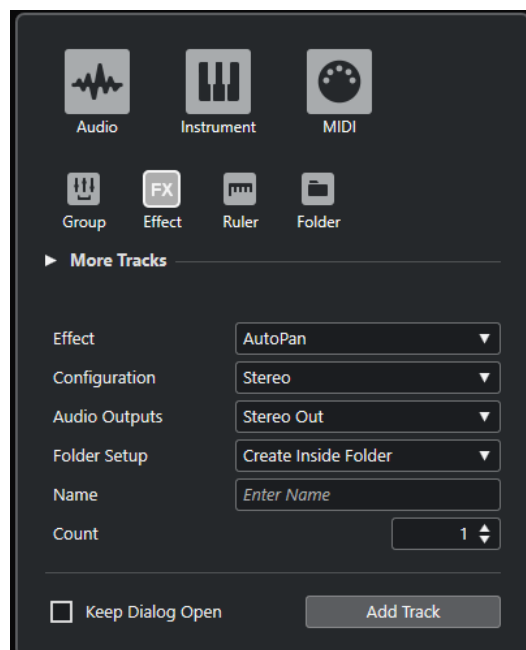 Audio Instrument MIDI
FX
Group Effect Ruler Folder
More Tracks
Effect AutoPan
Configuration Stereo
Audio Outputs Stereo Out
Folder Setup Create Inside Folder
Name Enter Name
Count 1
Keep Dialog Open Add Track